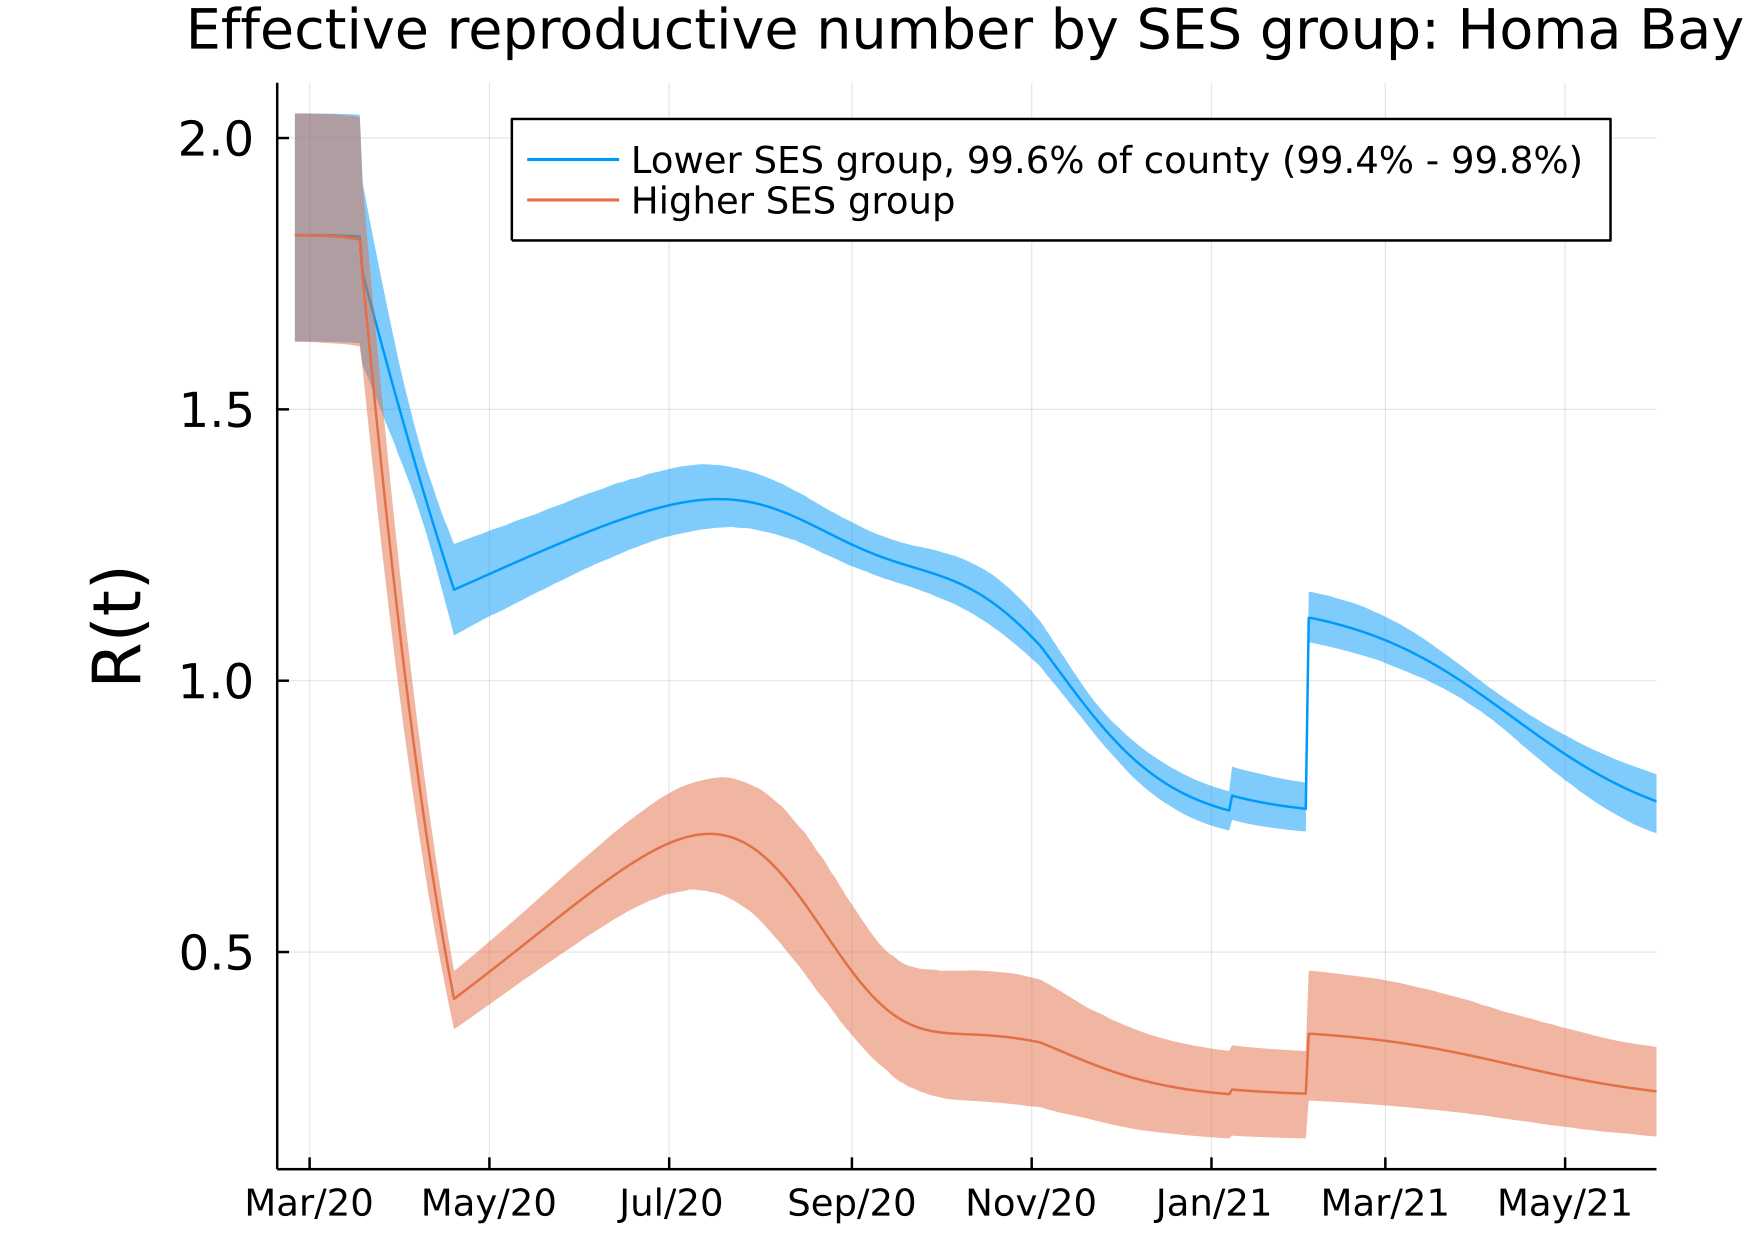 Effective reproductive number by SES group: Homa Bay
Lower SES group, 99.6% of county (99.4% - 99.8%)
Higher SES group
R(t)
2.0
1.5
1.0
0.5
Mar/20 May/20 Jul/20 Sep/20 Nov/20 Jan/21 Mar/21 May/21